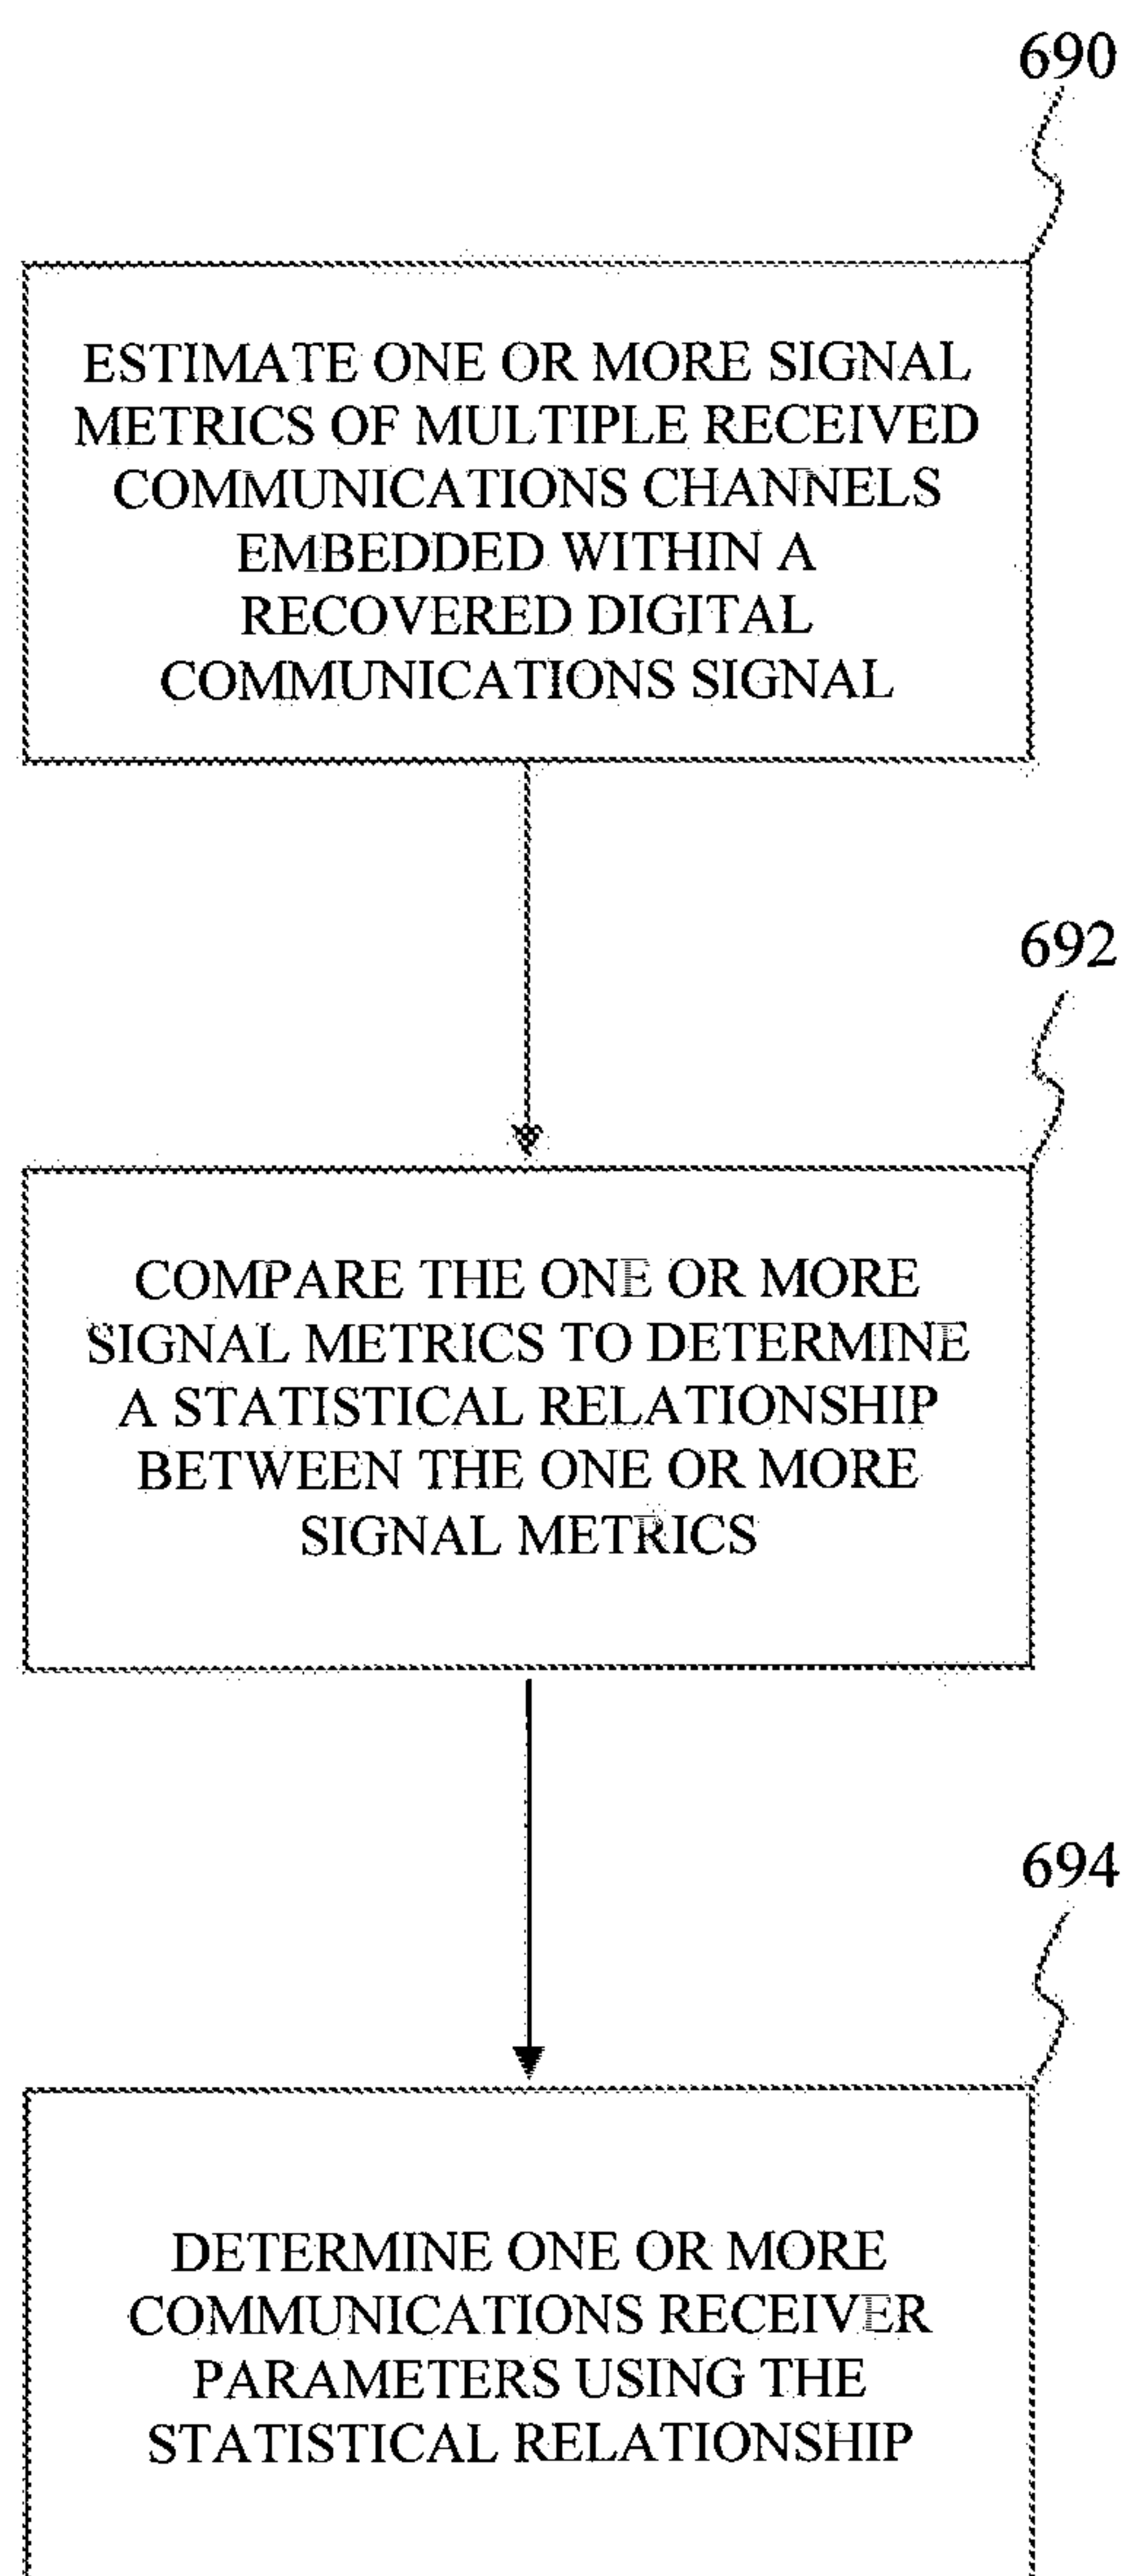 690
ESTIMATE ONE OR MORE SIGNAL
METRICS OF MULTIPLE RECEIVED
COMMUNICATIONS CHANNELS
EMBEDDED WITHIN A
RECOVERED DIGITAL
COMMUNICATIONS SIGNAL
692
COMPARE THE ONE OR MORE
SIGNAL METRICS TO DETERMINE
A STATISTICAL RELATIONSHIP
BETWEEN THE ONE OR MORE
SIGNAL METRICS
694
DETERMINE ONE OR MORE
COMMUNICATIONS RECEIVER
PARAMETERS USING THE
STATISTICAL RELATIONSHIP